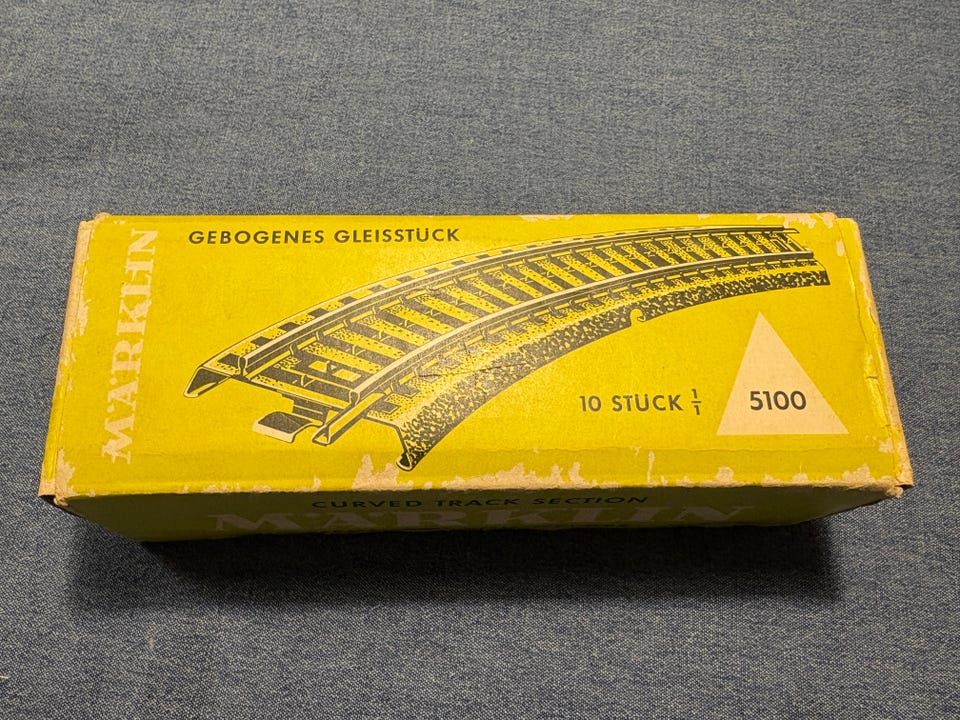 MÄRKLIN
GEBOGENES GLEISSTÜCK
10 STÜCK 1/1
5100
CURVED TRACK SECTION
MÄRKLIN